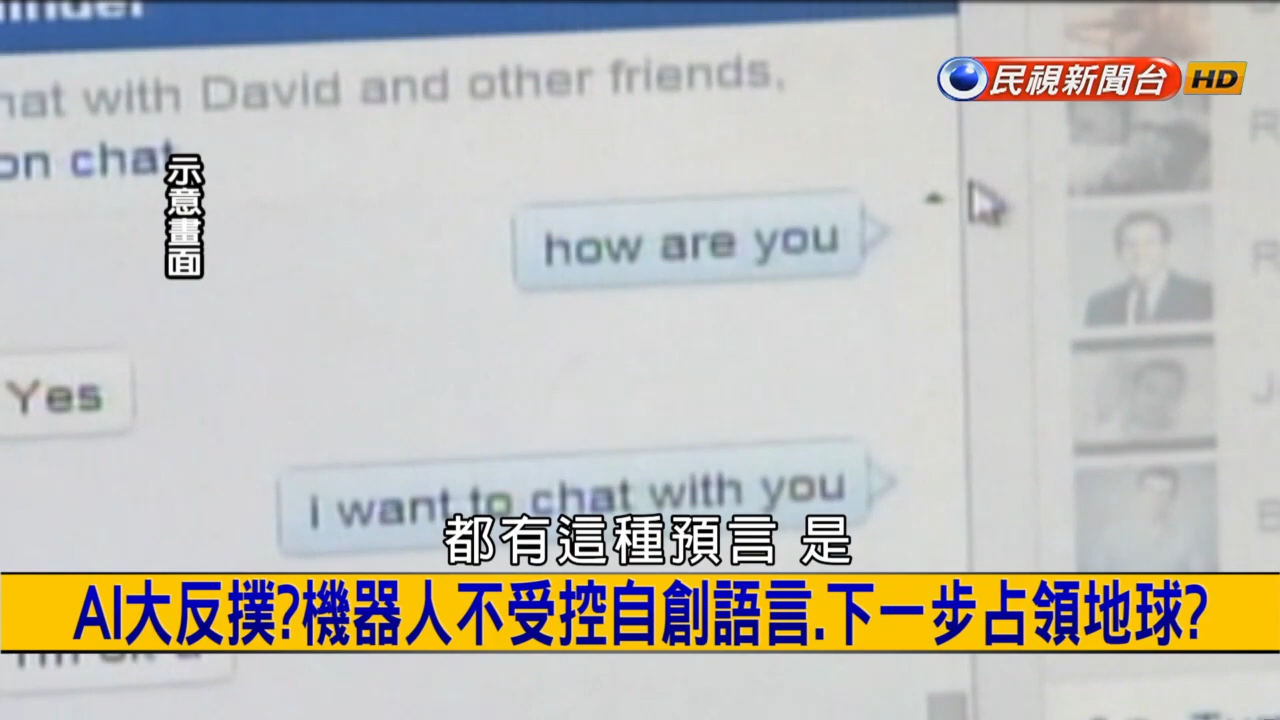 民視新聞台 HD
hat with David and other friends,
on chat
示意畫面
how are you
Yes
i want to chat with you
都有這種預言 是
AI大反撲?機器人不受控自創語言.下一步占領地球?